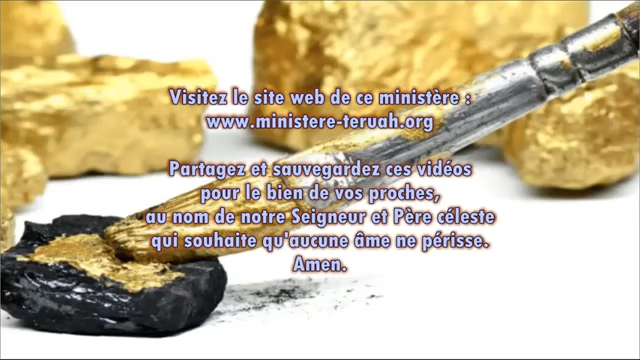 Visitez le site web de ce ministère :
www.ministere-teruah.org
Partagez et sauvegardez ces vidéos
pour le bien de vos proches,
au nom de notre Seigneur et Père céleste
qui souhaite qu'aucune âme ne périsse.
Amen.